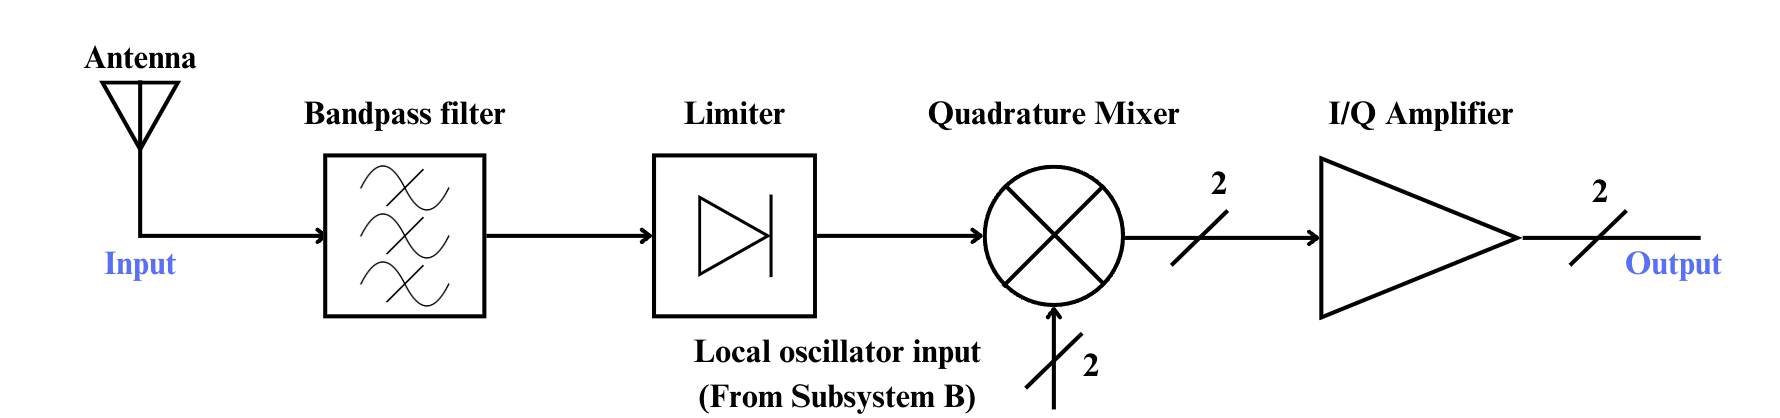 Antenna
Bandpass filter
Limiter
Quadrature Mixer
I/Q Amplifier
2
2
Input
Output
Local oscillator input
(From Subsystem B)
2